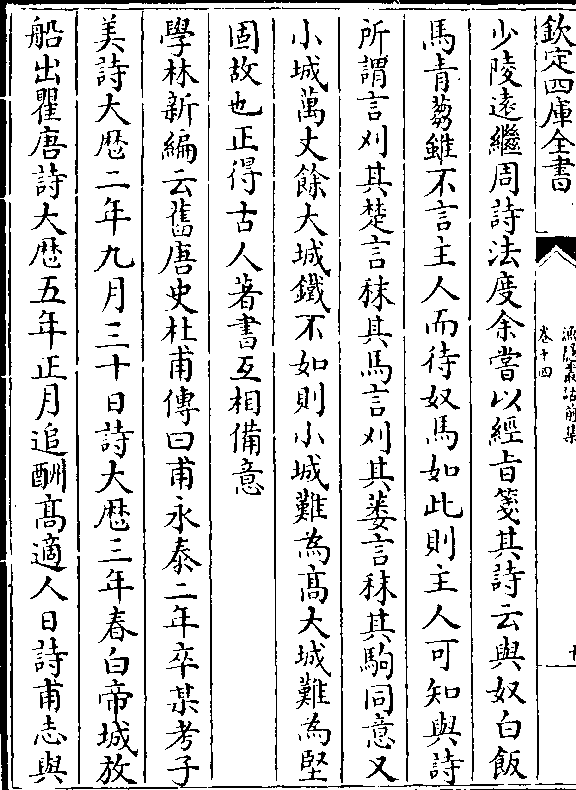 欽定四庫全書
漁隱叢話前集
卷十四
少陵遠繼周詩法度余嘗以經旨箋其詩云與奴白飯
馬青芻雖不言主人而待奴馬如此則主人可知與詩
所謂言刈其楚言秣其馬言刈其蔞言秣其駒同意又
小城萬丈餘大城鐵不如則小城難為髙大城難為堅
固故也正得古人著書互相備意
學林新編云舊唐史杜甫傳曰甫永泰二年卒某考子
美詩大厯二年九月三十日詩大厯三年春白帝城放
船出瞿唐詩大厯五年正月追酬髙適人日詩甫志與